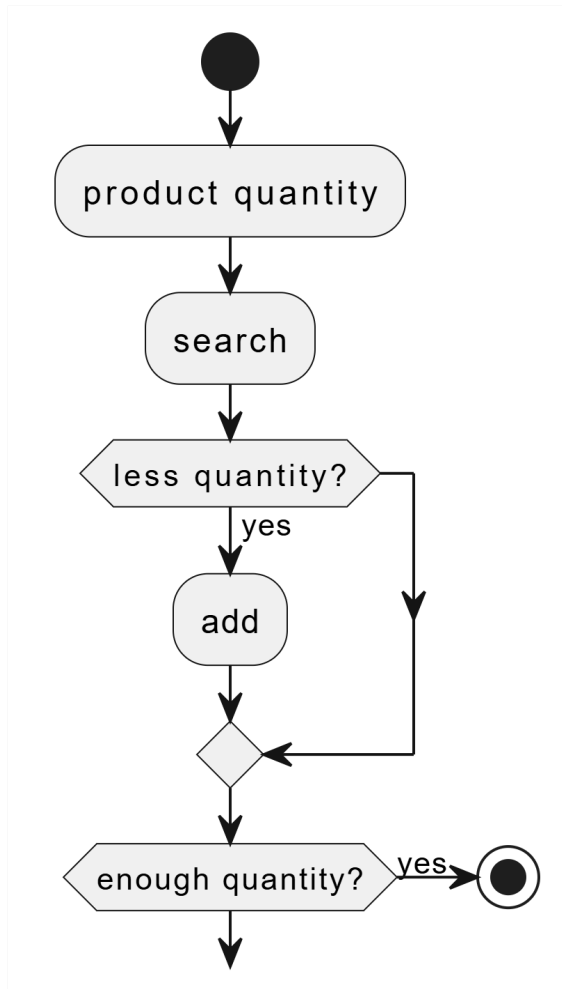 product quantity
search
less quantity?
yes
add
enough quantity?
yes